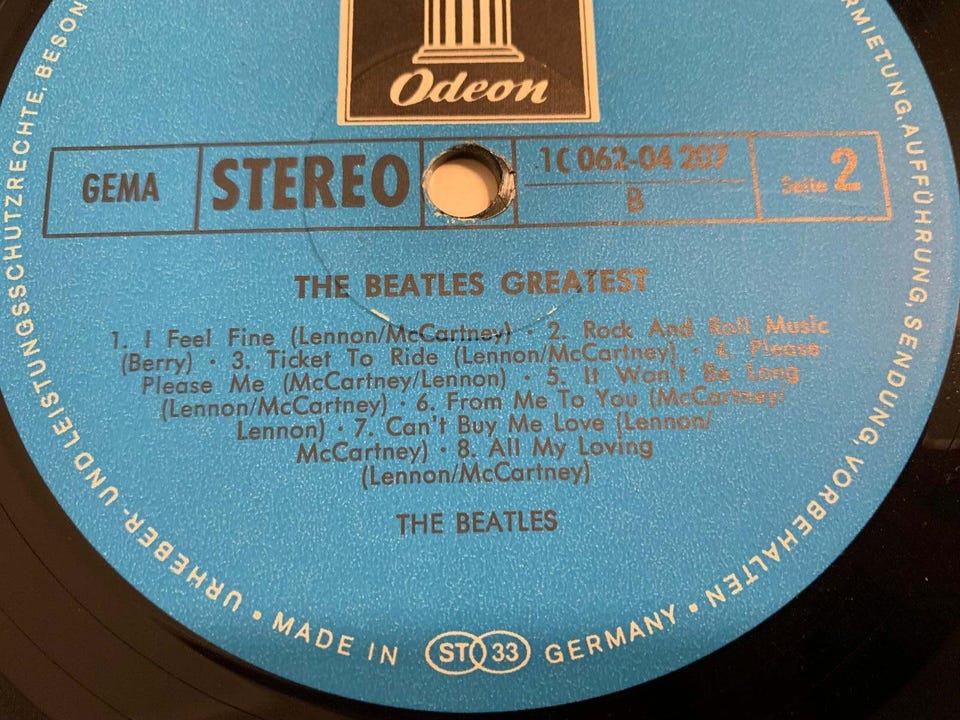 Odeon
GEMA
STEREO
1C 062-04 207
B
Seite 2
THE BEATLES GREATEST
1. I Feel Fine (Lennon/McCartney) · 2. Rock And Roll Music
(Berry) · 3. Ticket To Ride (Lennon/McCartney) · 4. Please
Please Me (McCartney/Lennon) · 5. It Won't Be Long
(Lennon/McCartney) · 6. From Me To You (McCartney/
Lennon) · 7. Can't Buy Me Love (Lennon/
McCartney) · 8. All My Loving
(Lennon/McCartney)
THE BEATLES
URHEBER- UND LEISTUNGSSCHUTZRECHTE, BESON
RMIETUNG, AUFFÜHRUNG, SENDUNG, VORBEHALTEN
• MADE IN ST 33 GERMANY •